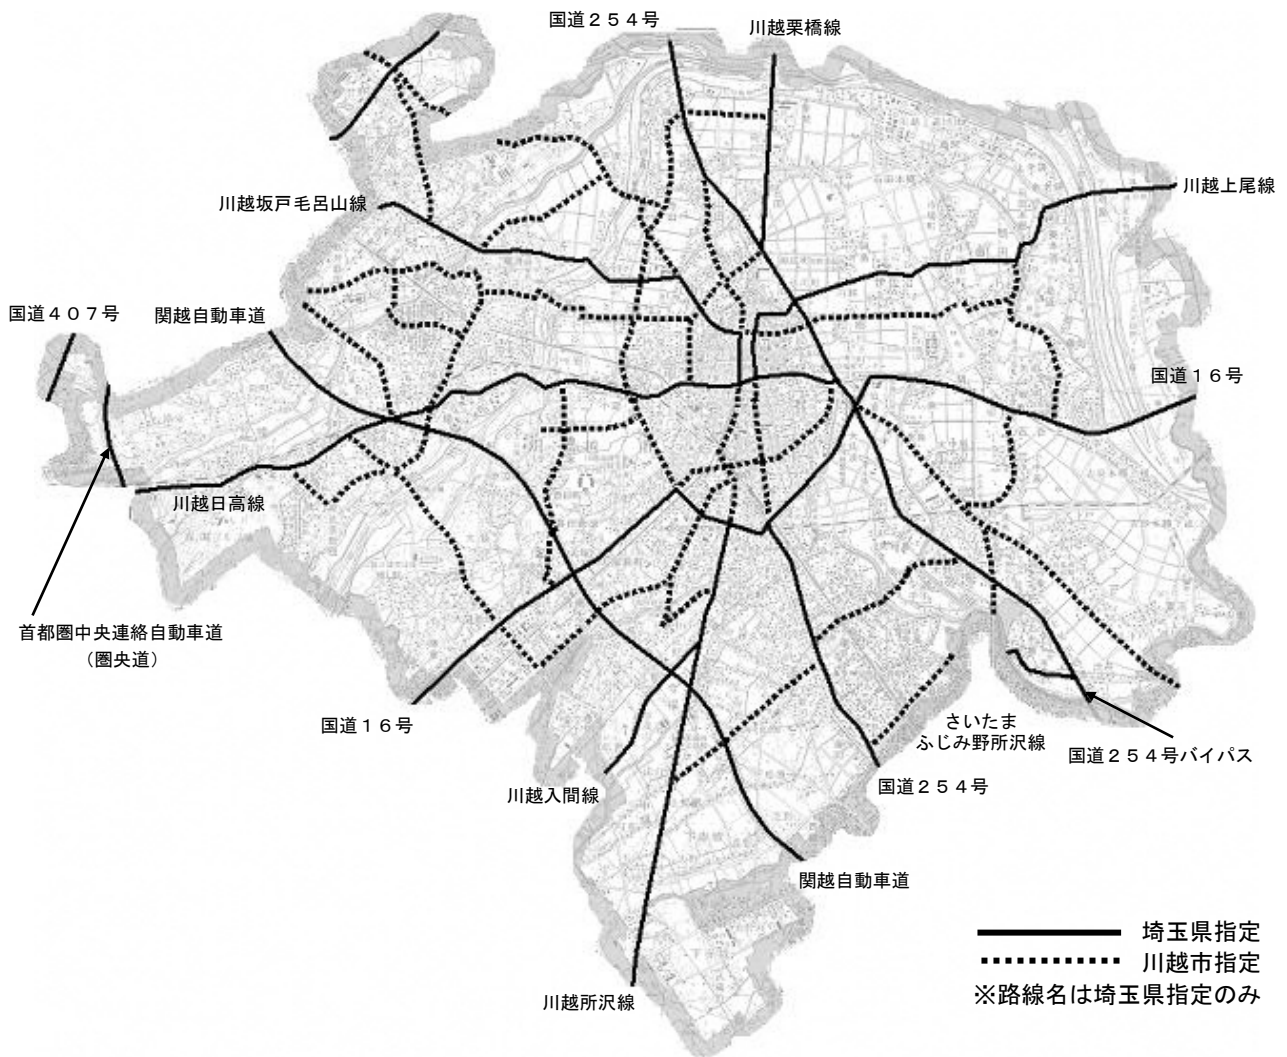 国道２５４号
川越栗橋線
川越上尾線
川越坂戸毛呂山線
国道４０７号
関越自動車道
国道１６号
川越日高線
首都圏中央連絡自動車道
（圏央道）
国道１６号
さいたま
ふじみ野所沢線
国道２５４号バイパス
川越入間線
国道２５４号
関越自動車道
川越所沢線
埼玉県指定
川越市指定
※路線名は埼玉県指定のみ